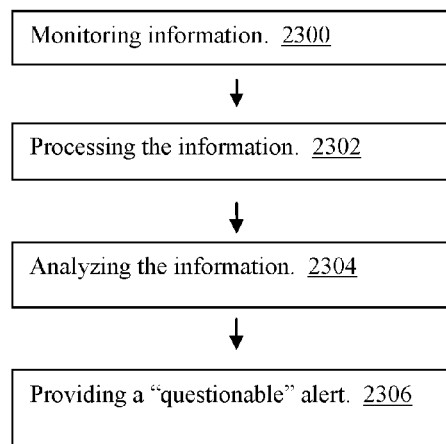 Monitoring information. 2300
Processing the information. 2302
Analyzing the information. 2304
Providing a “questionable” alert. 2306